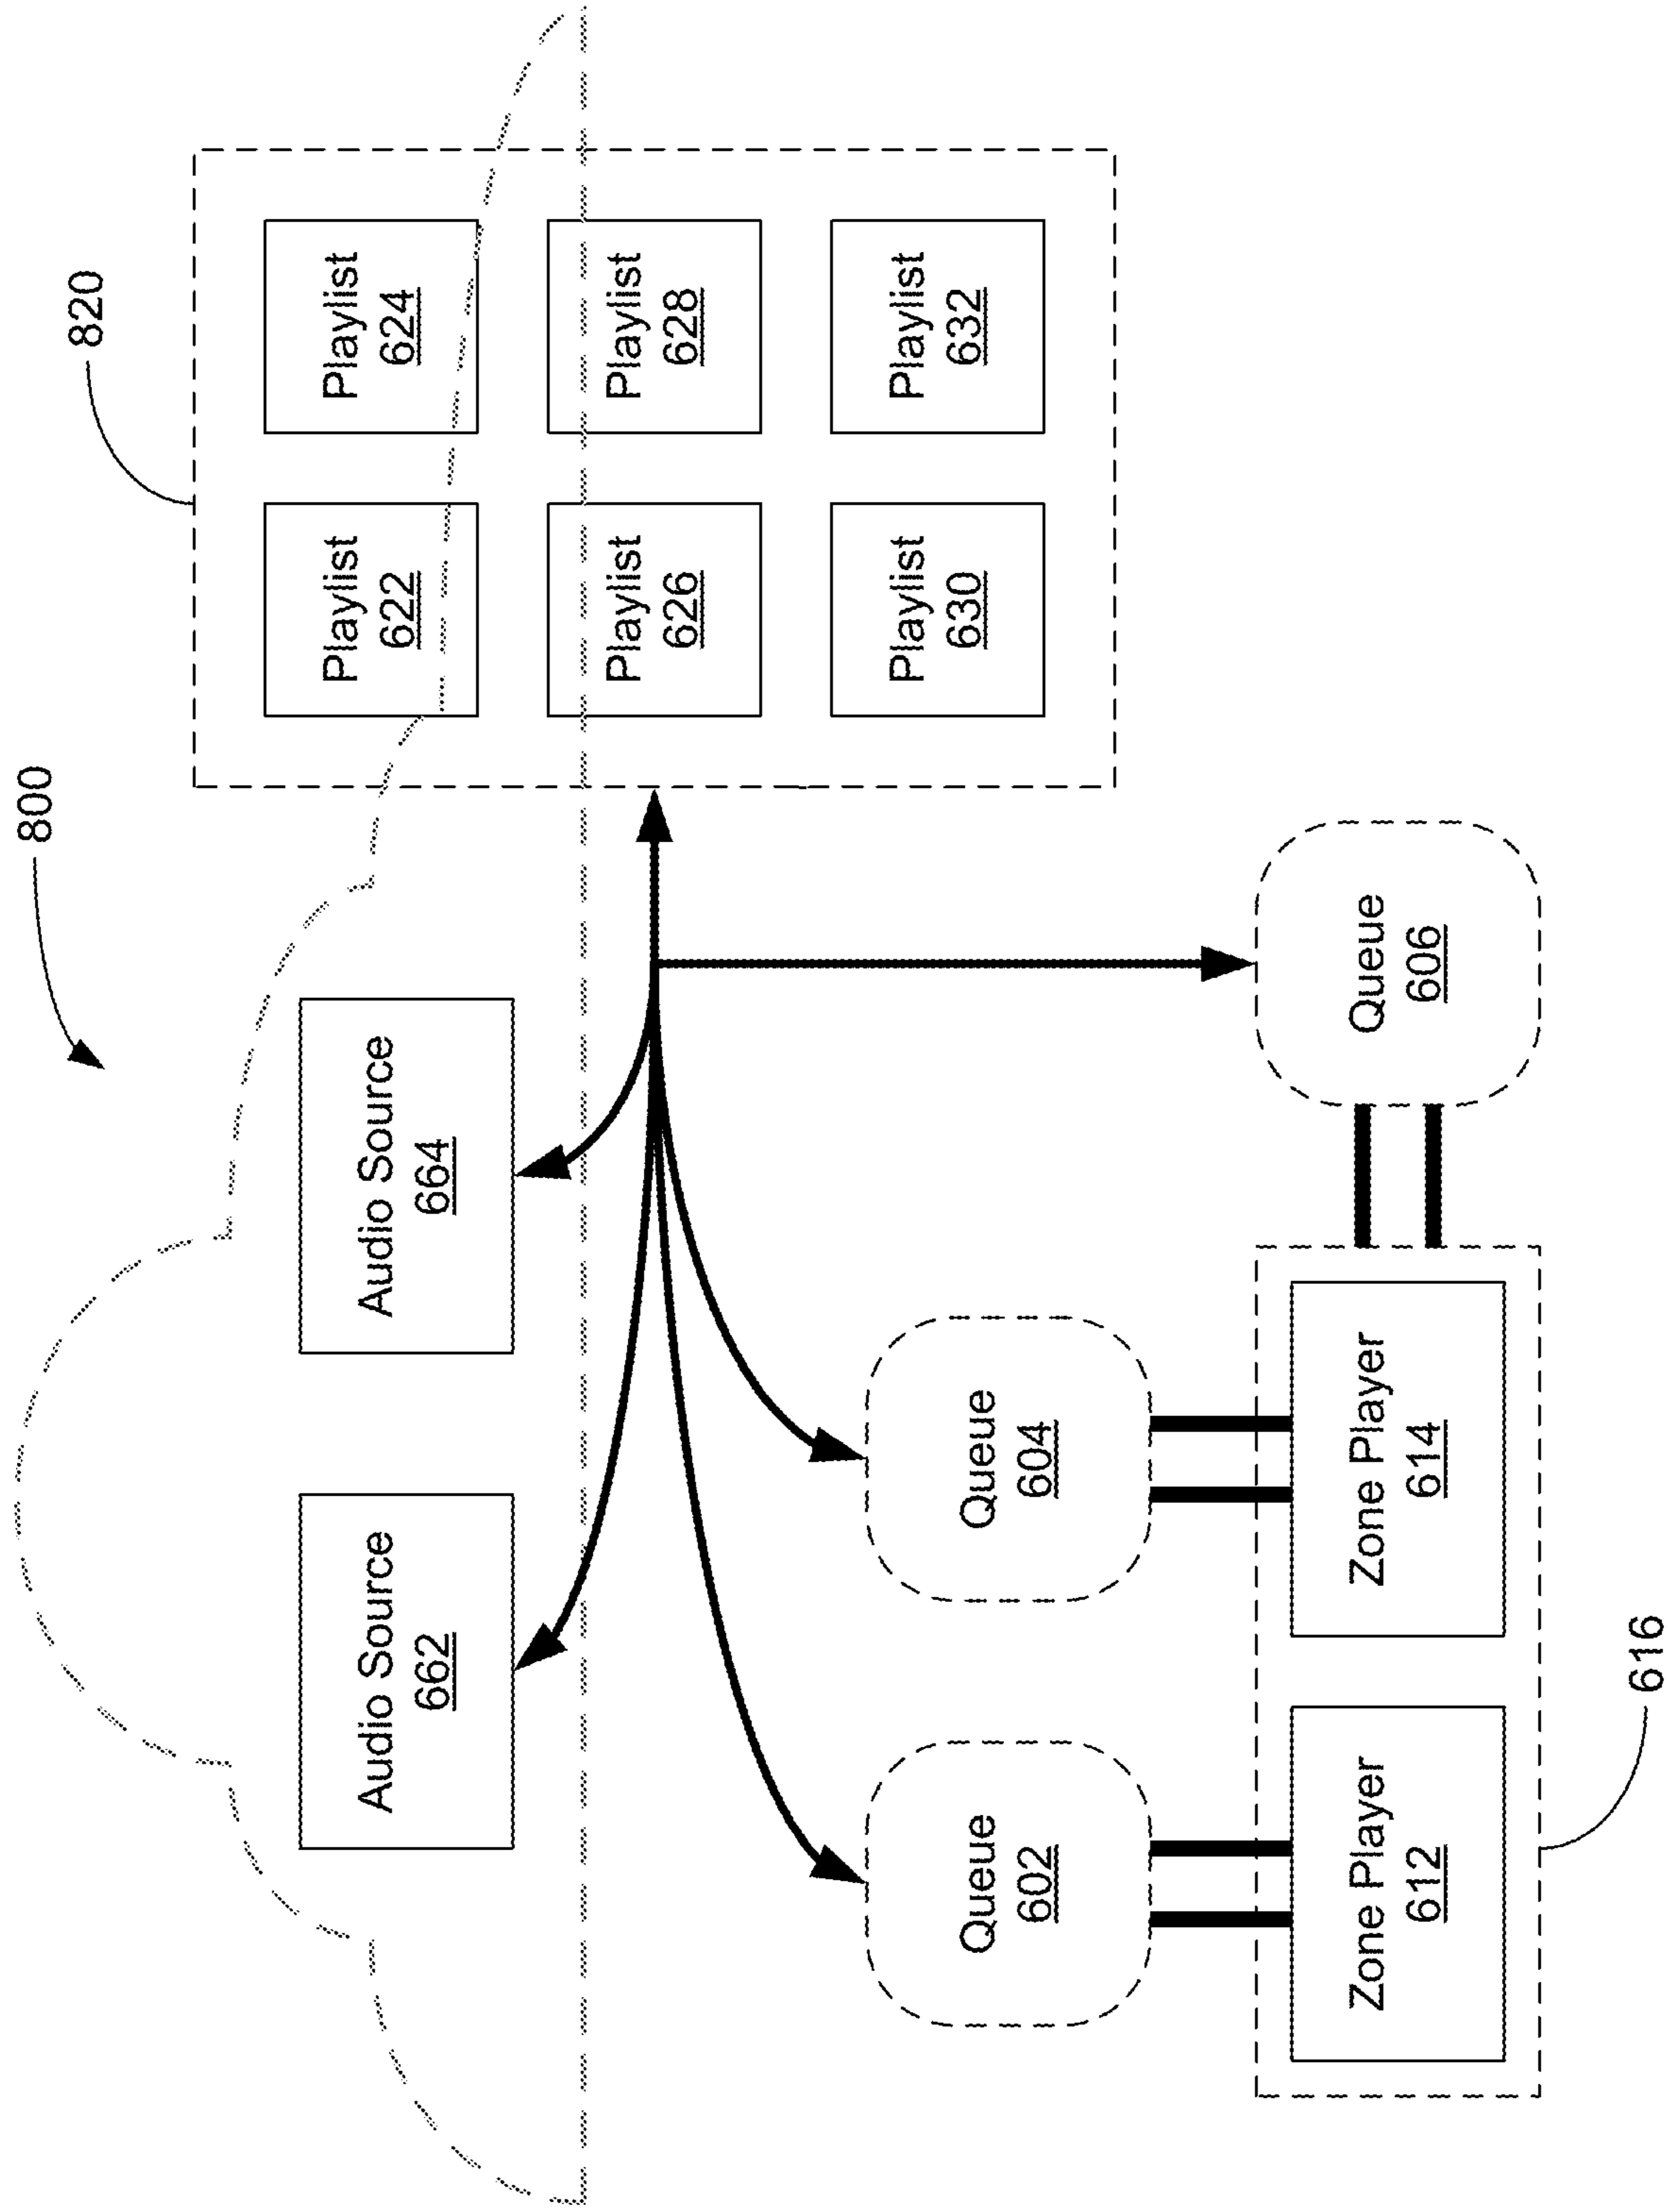 800
820
Audio Source
662
Audio Source
664
Playlist
622
Playlist
624
Playlist
626
Playlist
628
Playlist
630
Playlist
632
Queue
602
Queue
604
Queue
606
Zone Player
612
Zone Player
614
616